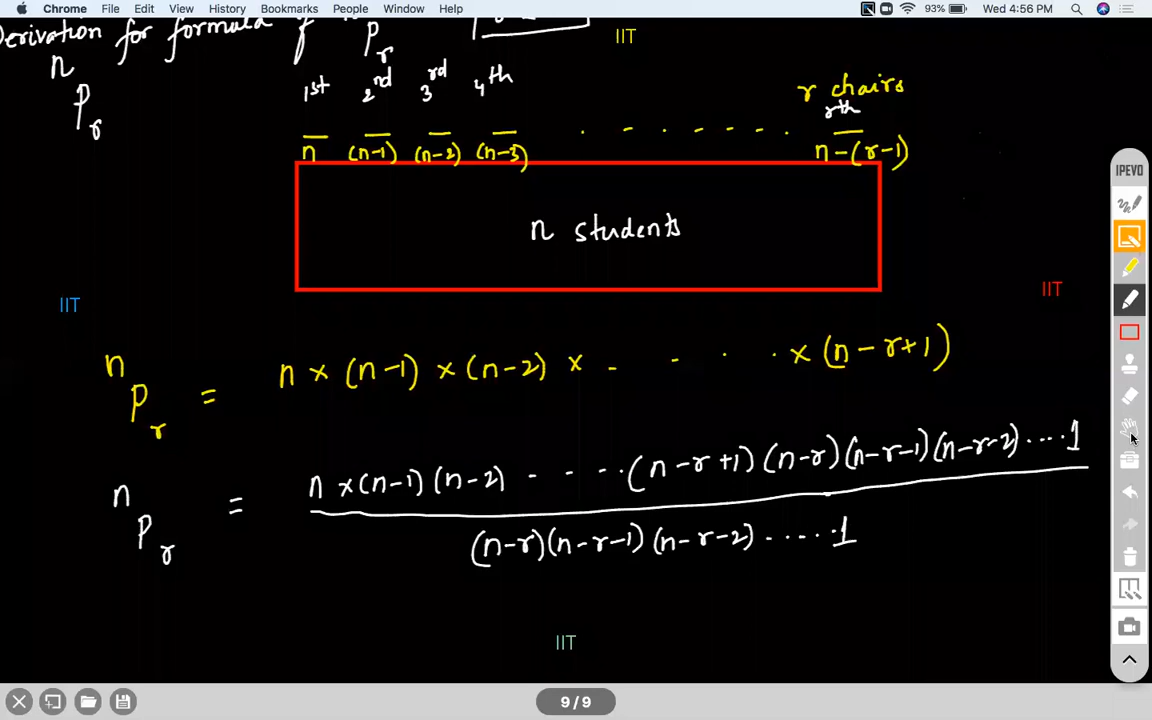 Chrome File Edit View History Bookmarks People Window Help 93% Wed 4:56 PM
Derivation for formula of nPr
IIT
n P r
1st 2nd 3rd 4th r chairs
rth
n (n-1) (n-2) (n-3) . - . - - - . n-(r-1)
IPEVO
n students
IIT
IIT
n P r = n × (n-1) × (n-2) × . - . . × (n-r+1)
n P r = n × (n-1) (n-2) - - - .. (n-r+1) (n-r) (n-r-1) (n-r-2) .... 1
(n-r) (n-r-1) (n-r-2) ..... 1
IIT
9 / 9